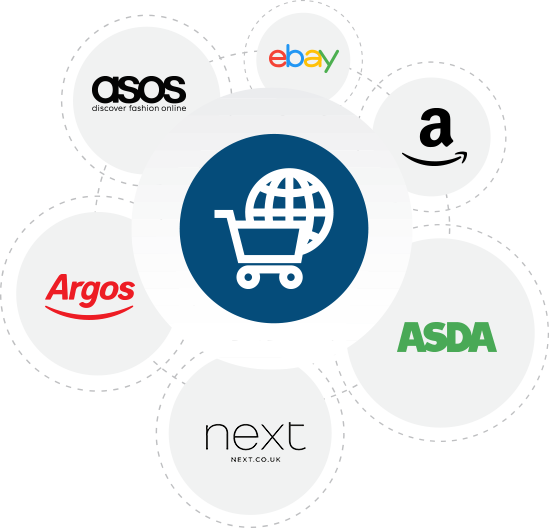 ebay
asos
discover fashion online
a
Argos
ASDA
next
NEXT.CO.UK